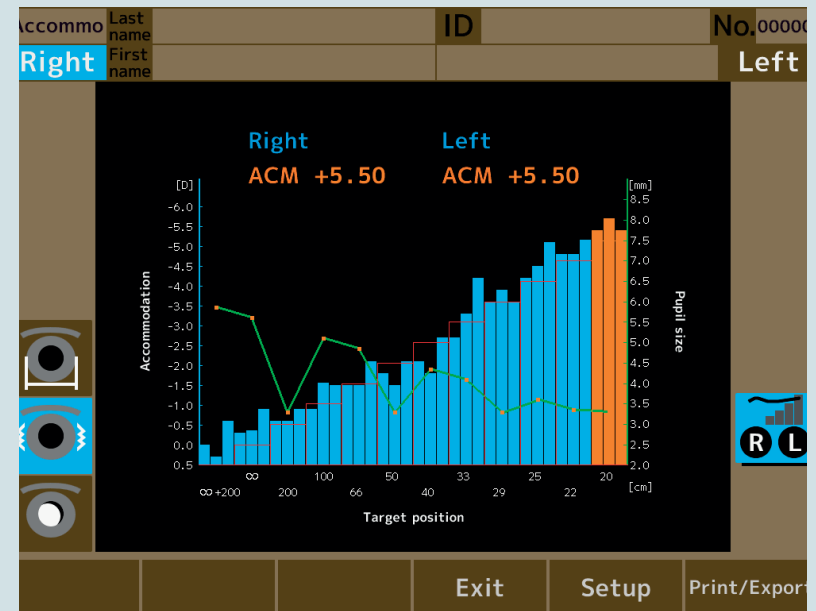 Accommo Last name ID No. 00000
Right First name Left
Right Left
ACM +5.50 ACM +5.50
[D] [mm]
-6.0
-5.5
-5.0
-4.5
-4.0
-3.5
-3.0
-2.5
-2.0
-1.5
-1.0
-0.5
0.0
0.5
Accommodation
8.5
8.0
7.5
7.0
6.5
6.0
5.5
5.0
4.5
4.0
3.5
3.0
2.5
2.0
Pupil size
∞ 100 50 33 25 20
∞+200 200 66 40 29 22 [cm]
Target position
R L
Exit Setup Print/Export